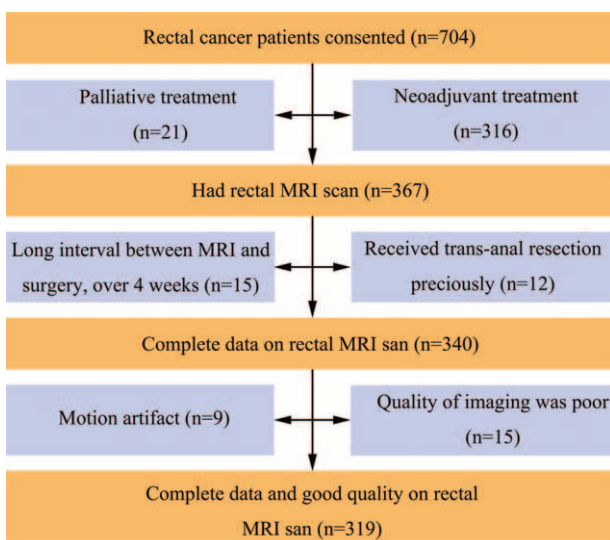 Rectal cancer patients consented (n=704)
Palliative treatment
(n=21)
Neoadjuvant treatment
(n=316)
Had rectal MRI scan (n=367)
Long interval between MRI and
surgery, over 4 weeks (n=15)
Received trans-anal resection
preciously (n=12)
Complete data on rectal MRI san (n=340)
Motion artifact (n=9)
Quality of imaging was poor
(n=15)
Complete data and good quality on rectal
MRI san (n=319)